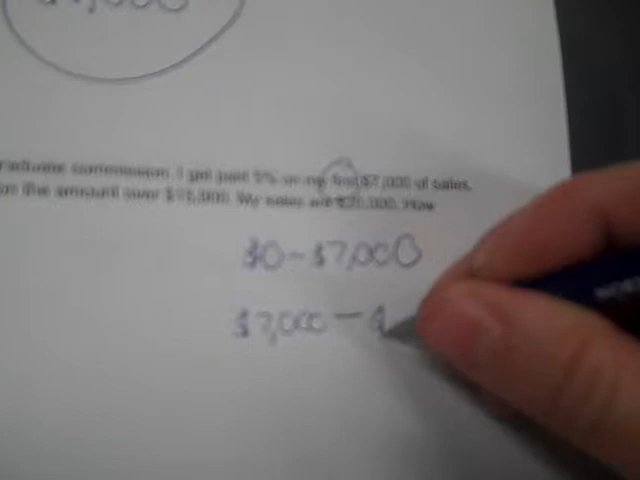 commission. I get paid 5% on my first $7,000 of sales,
on the amount over $15,000. My sales are $20,000. How
$0-$7,000
$7,000-$